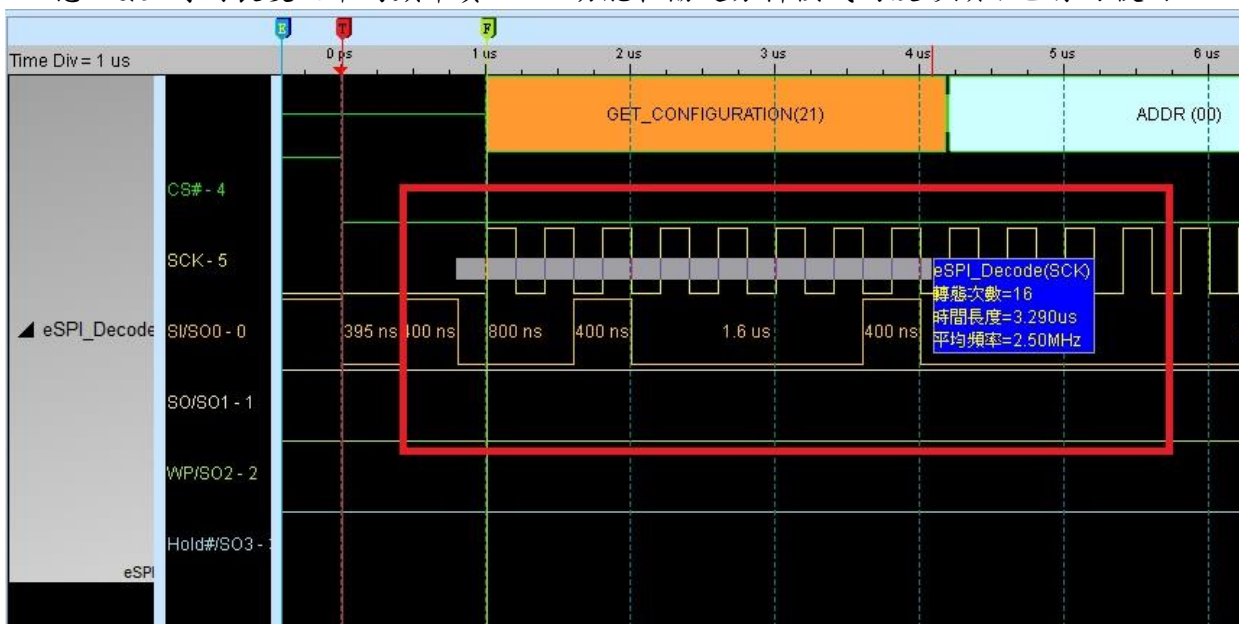 E T F
Time Div = 1 us 0 ps 1 us 2 us 3 us 4 us 5 us 6 us
GET_CONFIGURATION(21) ADDR (00)
CS# - 4
SCK - 5
eSPI_Decode(SCK)
轉態次數=16
時間長度=3.290us
平均頻率=2.50MHz
eSPI_Decode SI/SO0 - 0 395 ns 400 ns 800 ns 400 ns 1.6 us 400 ns
SO/SO1 - 1
WP/SO2 - 2
Hold#/SO3 -
eSPI